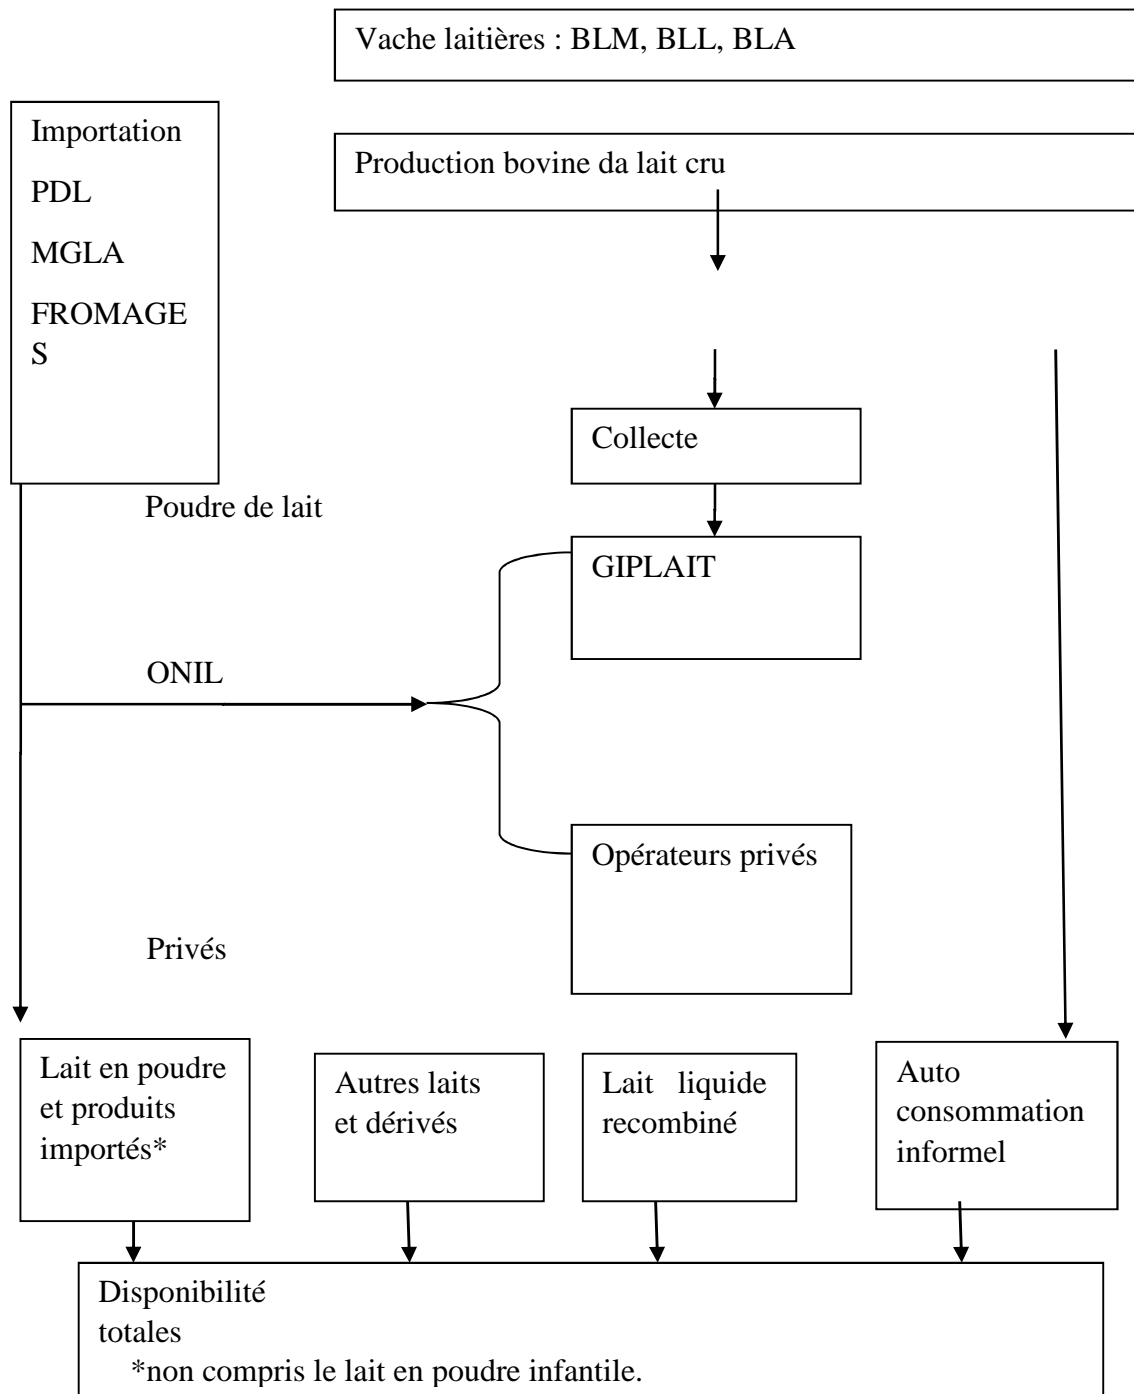 Vache laitières : BLM, BLL, BLA
Importation
PDL
MGLA
FROMAGE
S
Production bovine da lait cru
Collecte
Poudre de lait
GIPLAIT
ONIL
Opérateurs privés
Privés
Lait en poudre
et produits
importés*
Autres laits
et dérivés
Lait liquide
recombiné
Auto
consommation
informel
Disponibilité
totales
*non compris le lait en poudre infantile.